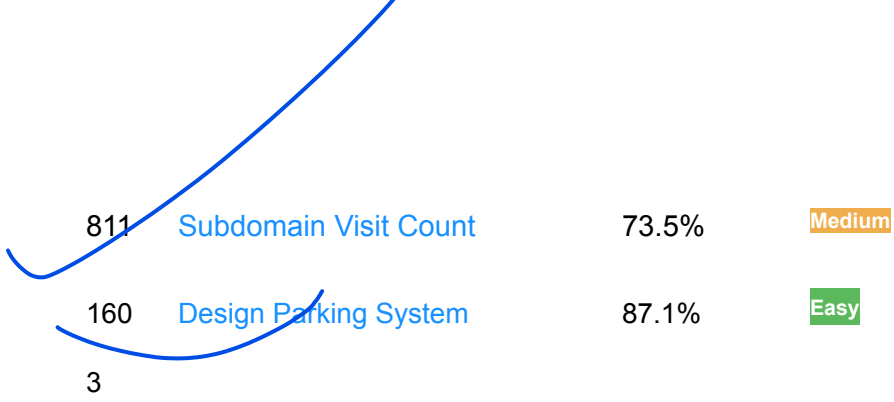 811 Subdomain Visit Count 73.5% Medium
160 Design Parking System 87.1% Easy
3